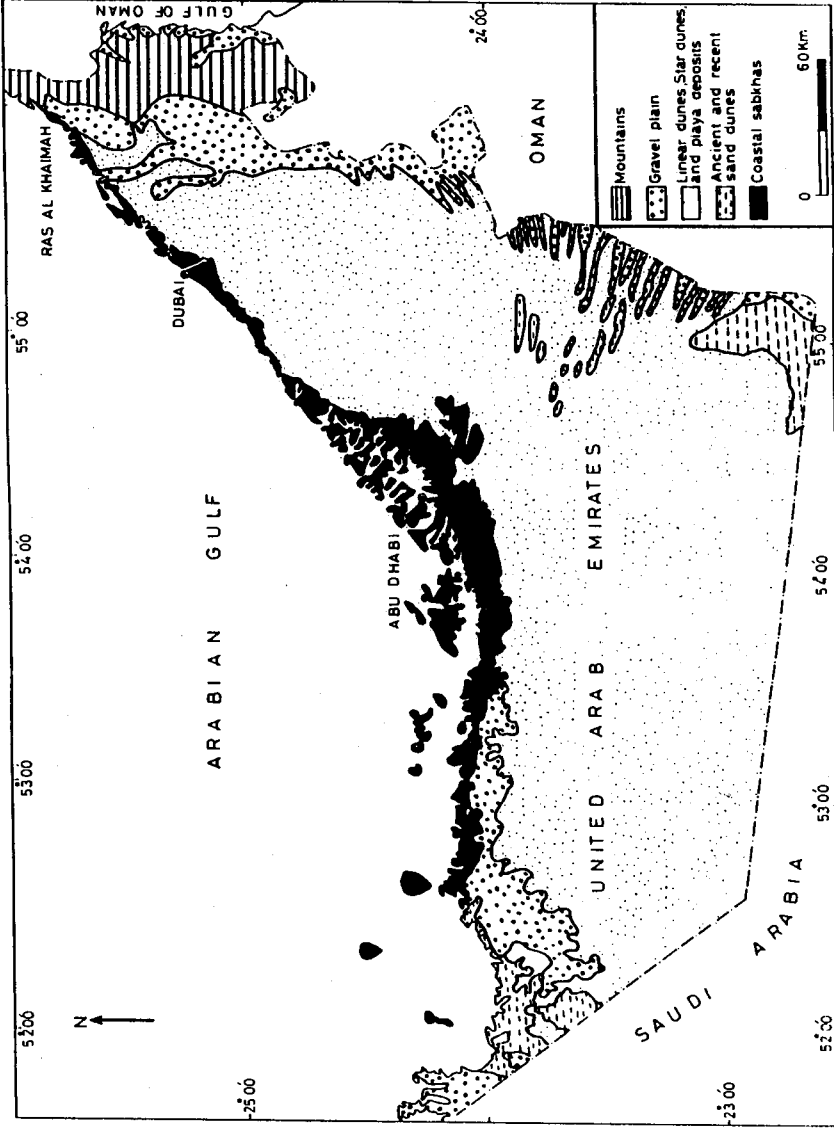 52°00
53°00
54°00
55°00
N
RAS AL KHAIMAH
GULF OF OMAN
DUBAI
ARABIAN GULF
25 00
ABU DHABI
24°00
OMAN
UNITED ARAB EMIRATES
SAUDI ARABIA
23 00
Mountains
Gravel plain
Linear dunes, Star dunes,
and playa deposits
Ancient and recent
sand dunes
Coastal sabkhas
0 60Km
52°00
53°00
54°00
55°00